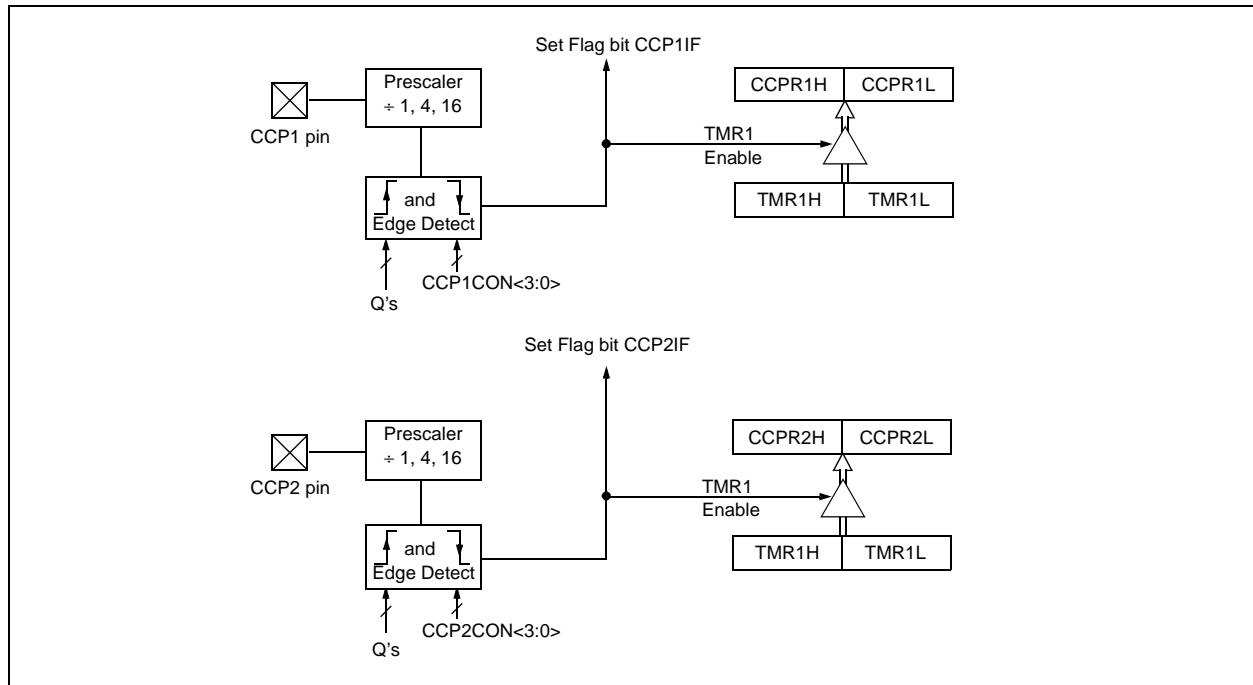 Set Flag bit CCP1IF
Prescaler
÷ 1, 4, 16
CCPR1H
CCPR1L
CCP1 pin
TMR1
Enable
and
Edge Detect
TMR1H
TMR1L
CCP1CON<3:0>
Q's
Set Flag bit CCP2IF
Prescaler
÷ 1, 4, 16
CCPR2H
CCPR2L
CCP2 pin
TMR1
Enable
and
Edge Detect
TMR1H
TMR1L
CCP2CON<3:0>
Q's